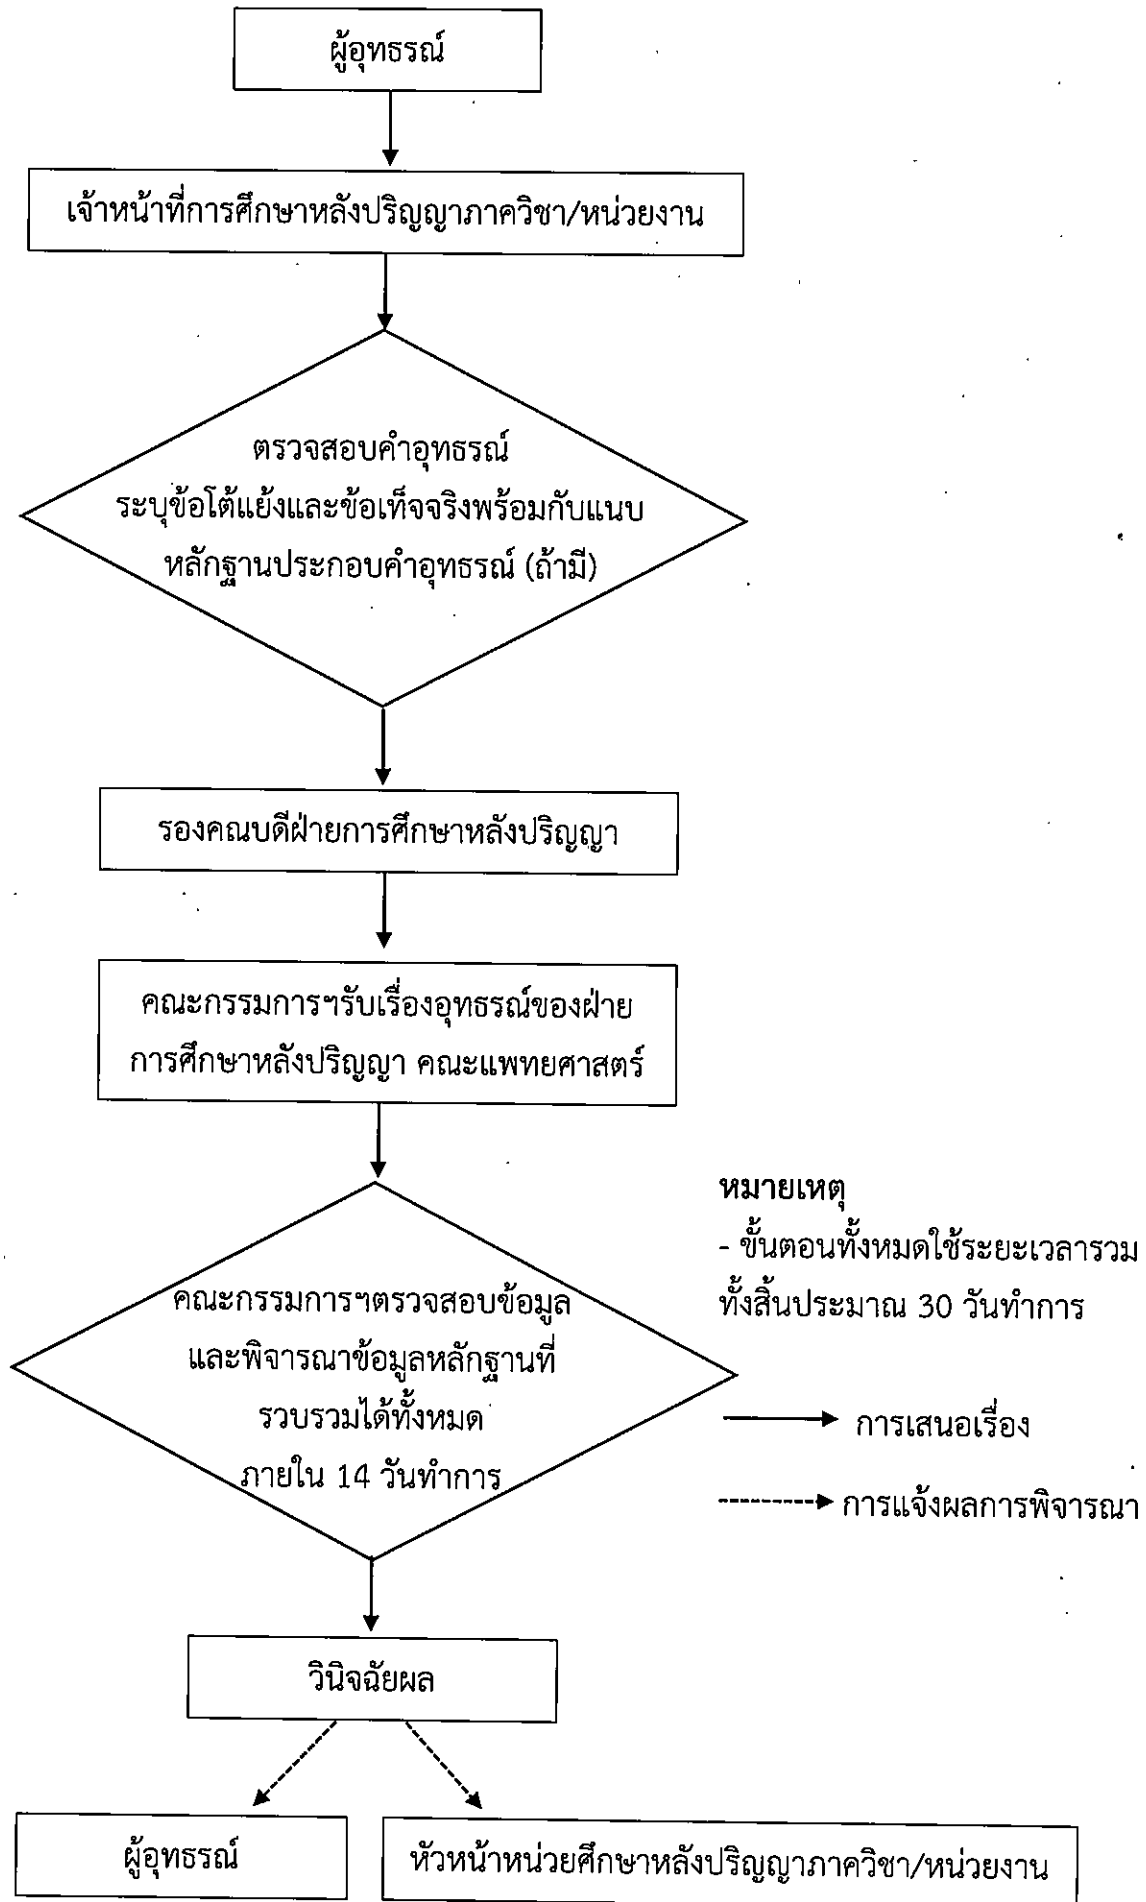 ผู้อุทธรณ์
เจ้าหน้าที่การศึกษาหลังปริญญาภาควิชา/หน่วยงาน
ตรวจสอบคำอุทธรณ์
ระบุข้อโต้แย้งและข้อเท็จจริงพร้อมกับแนบ
หลักฐานประกอบคำอุทธรณ์ (ถ้ามี)
รองคณบดีฝ่ายการศึกษาหลังปริญญา
คณะกรรมการฯรับเรื่องอุทธรณ์ของฝ่าย
การศึกษาหลังปริญญา คณะแพทยศาสตร์
คณะกรรมการฯตรวจสอบข้อมูล
และพิจารณาข้อมูลหลักฐานที่
รวบรวมได้ทั้งหมด
ภายใน 14 วันทำการ
หมายเหตุ
- ขั้นตอนทั้งหมดใช้ระยะเวลารวม
ทั้งสิ้นประมาณ 30 วันทำการ
การเสนอเรื่อง
การแจ้งผลการพิจารณา
วินิจฉัยผล
ผู้อุทธรณ์
หัวหน้าหน่วยศึกษาหลังปริญญาภาควิชา/หน่วยงาน